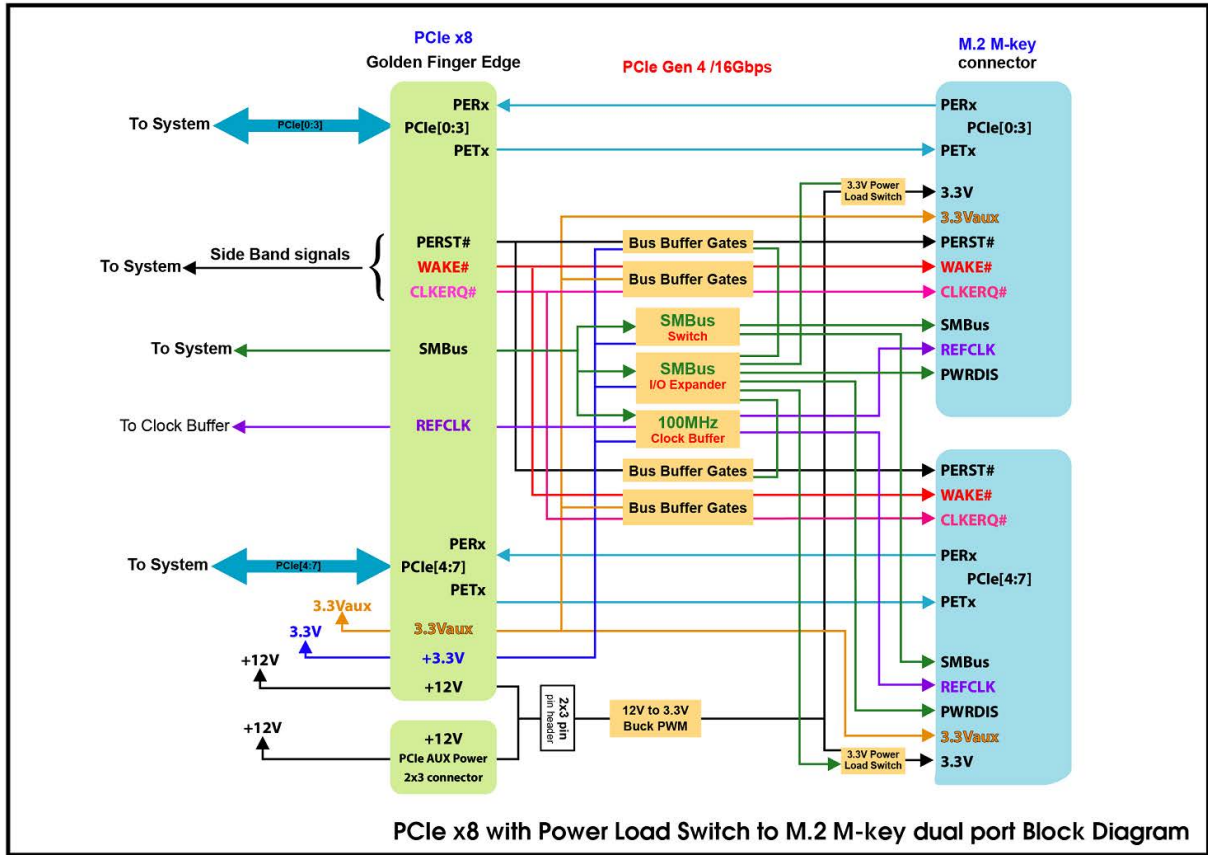 PCIe x8
Golden Finger Edge
PCIe Gen 4 /16Gbps
M.2 M-key
connector
To System
PCIe[0:3]
PERx
PCIe[0:3]
PETx
PERx
PCIe[0:3]
PETx
3.3V Power
Load Switch
3.3V
3.3Vaux
To System
Side Band signals
{
PERST#
WAKE#
CLKERQ#
Bus Buffer Gates
Bus Buffer Gates
PERST#
WAKE#
CLKERQ#
To System
SMBus
SMBus
Switch
SMBus
I/O Expander
SMBus
REFCLK
PWRDIS
To Clock Buffer
REFCLK
100MHz
Clock Buffer
Bus Buffer Gates
Bus Buffer Gates
PERST#
WAKE#
CLKERQ#
To System
PCIe[4:7]
PERx
PCIe[4:7]
PETx
PERx
PCIe[4:7]
PETx
3.3Vaux
3.3Vaux
3.3V
+3.3V
+12V
+12V
2x3 pin
pin header
12V to 3.3V
Buck PWM
SMBus
REFCLK
PWRDIS
3.3Vaux
3.3V Power
Load Switch
3.3V
+12V
+12V
PCIe AUX Power
2x3 connector
PCIe x8 with Power Load Switch to M.2 M-key dual port Block Diagram